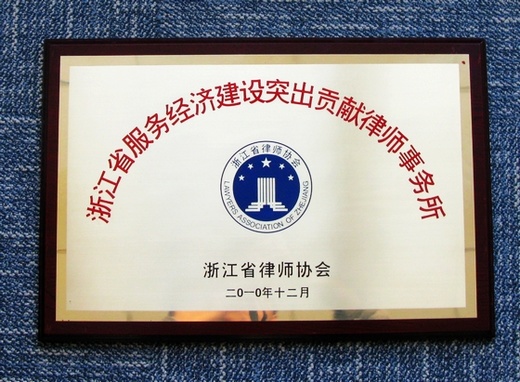 浙江省服务经济建设突出贡献律师事务所
浙江省律师协会
LAWYERS ASSOCIATION OF ZHEJIANG
浙江省律师协会
二0一0年十二月